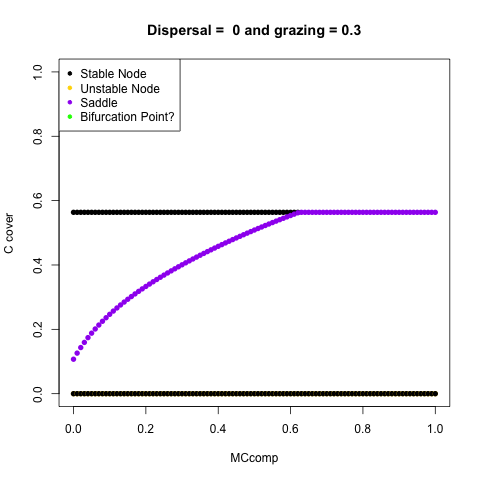 Dispersal =  0 and grazing = 0.3
Stable Node
Unstable Node
Saddle
Bifurcation Point?
1.0
0.8
0.6
0.4
0.2
0.0
C cover
0.0 0.2 0.4 0.6 0.8 1.0
MCcomp